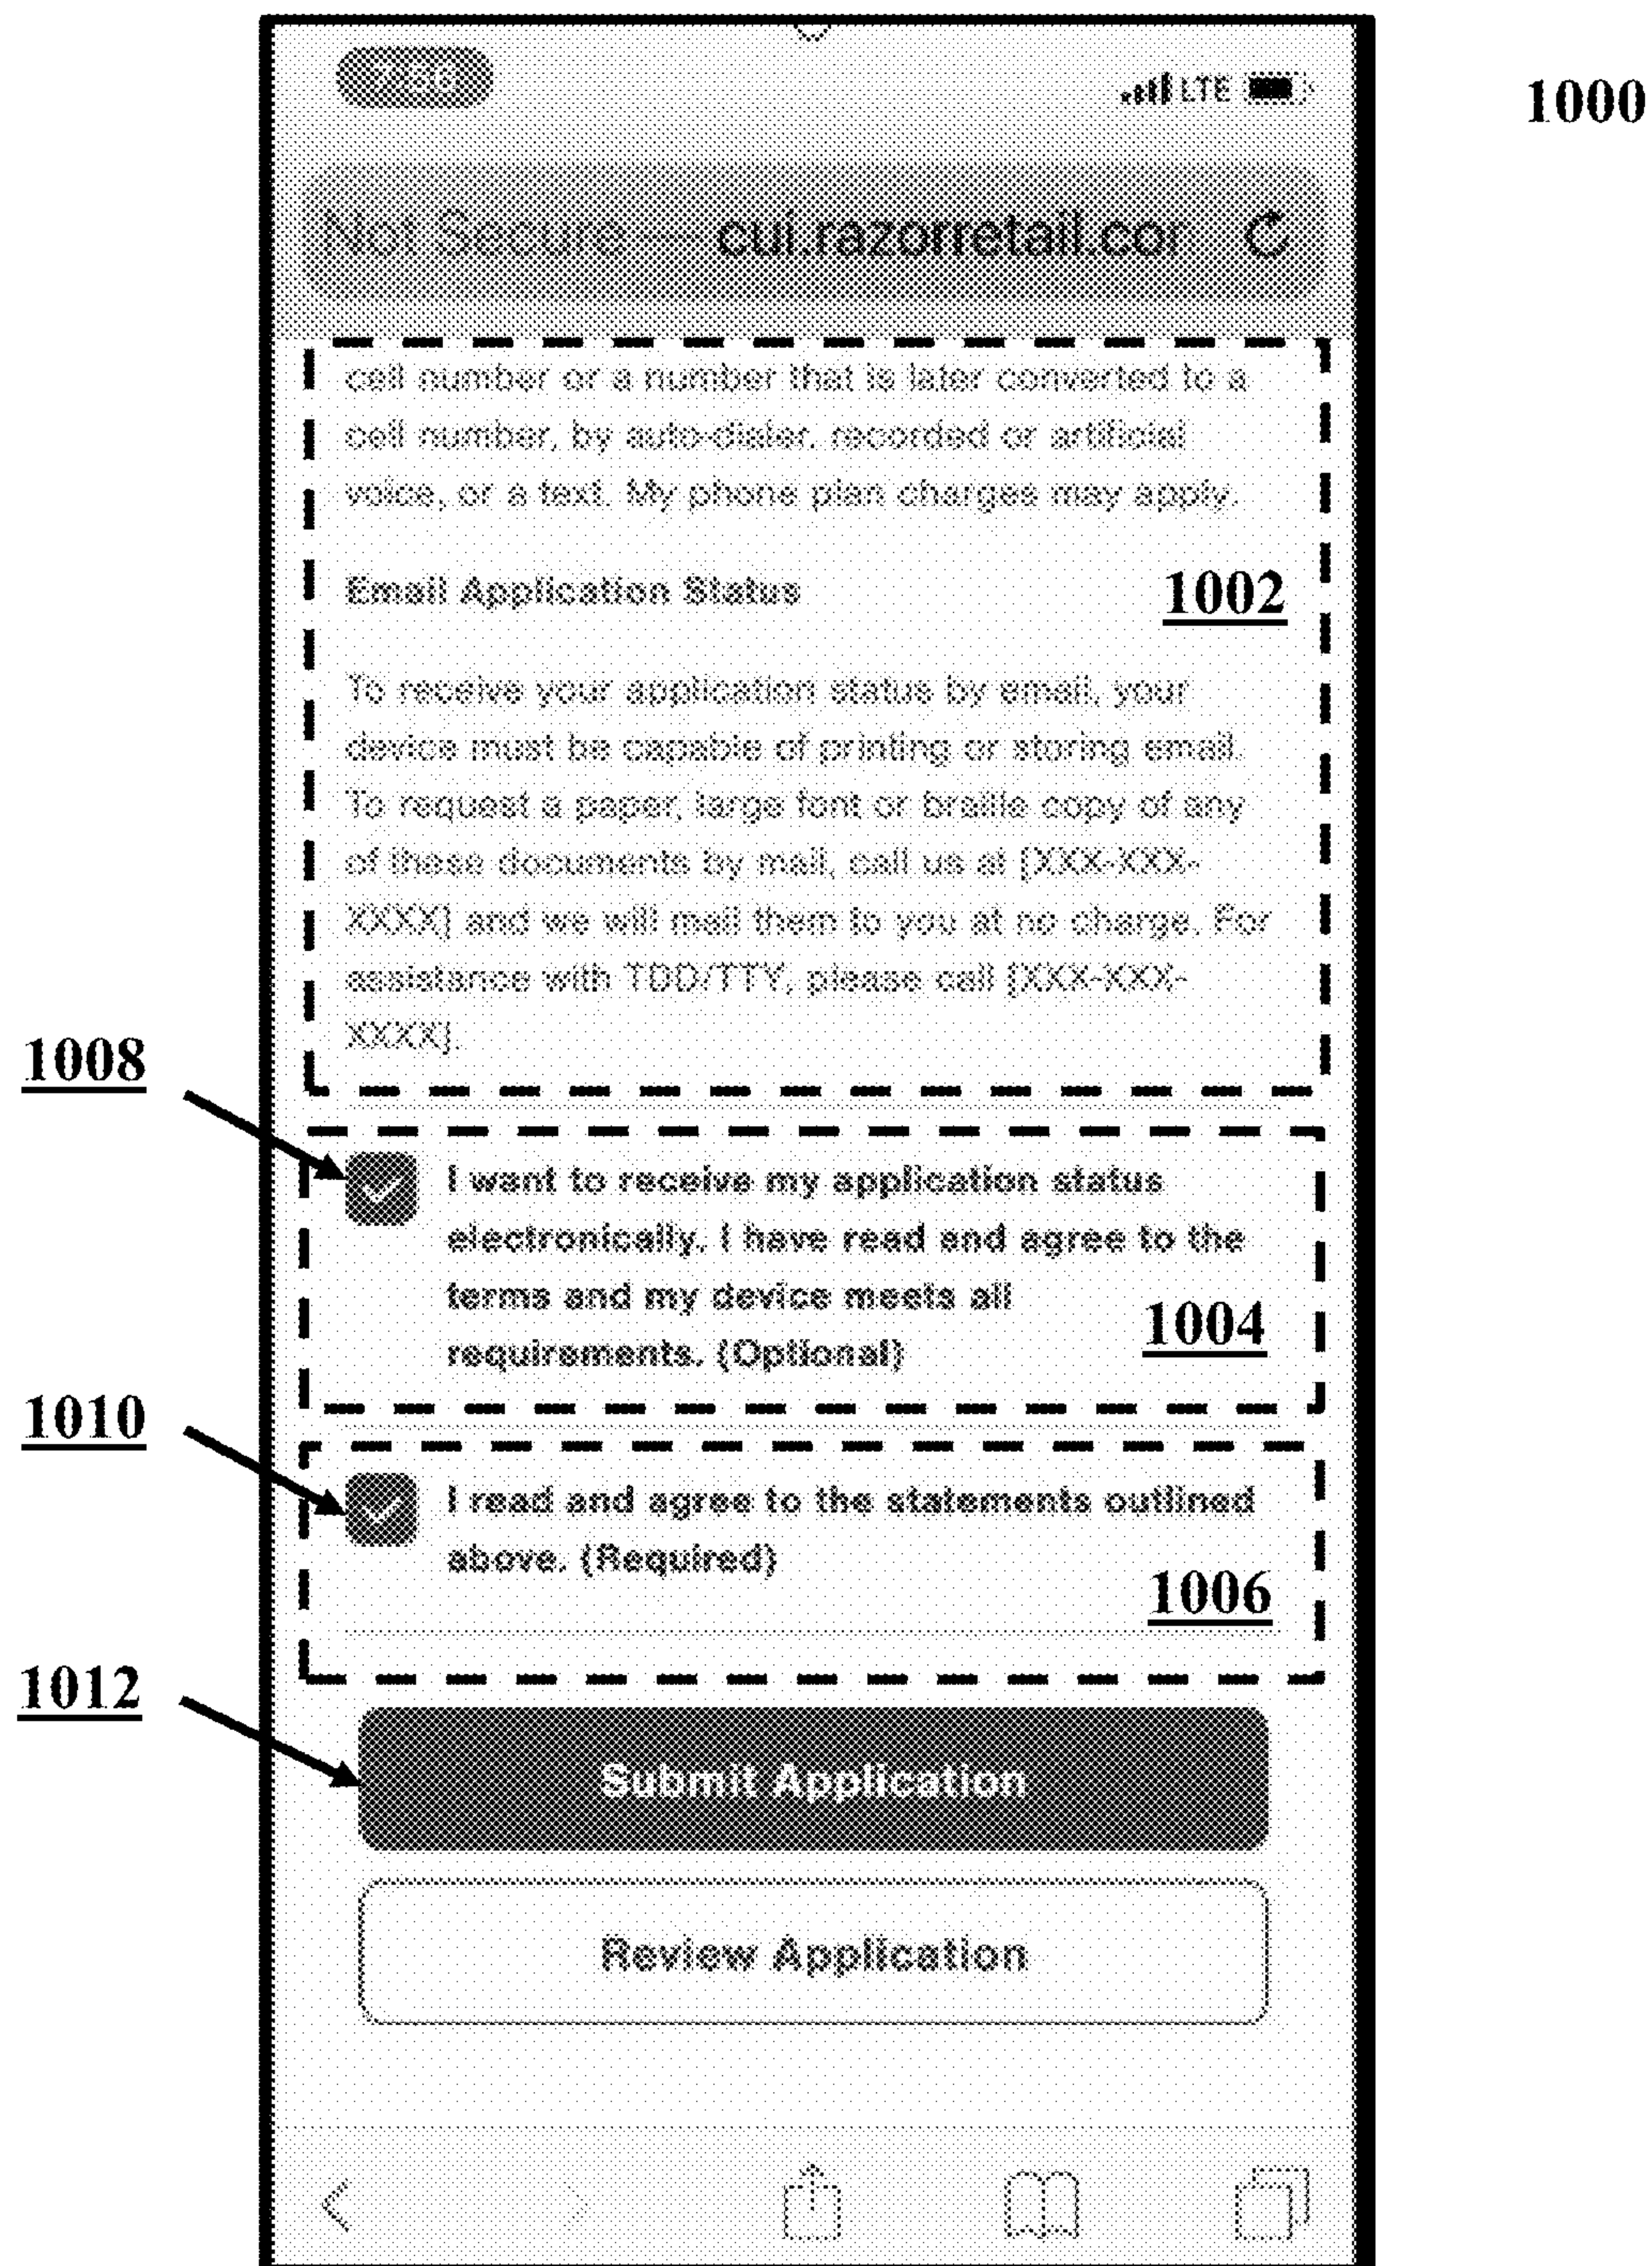 LTE
1000
Not Secure — cui.razorretail.cor
cell number or a number that is later converted to a
cell number, by auto-dialer, recorded or artificial
voice, or a text. My phone plan charges may apply.
Email Application Status
1002
To receive your application status by email, your
device must be capable of printing or storing email.
To request a paper, large font or braille copy of any
of these documents by mail, call us at [XXX-XXX-
XXXX] and we will mail them to you at no charge. For
assistance with TDD/TTY, please call [XXX-XXX-
XXXX].
1008
I want to receive my application status
electronically. I have read and agree to the
terms and my device meets all
requirements. (Optional)
1004
1010
I read and agree to the statements outlined
above. (Required)
1006
1012
Submit Application
Review Application